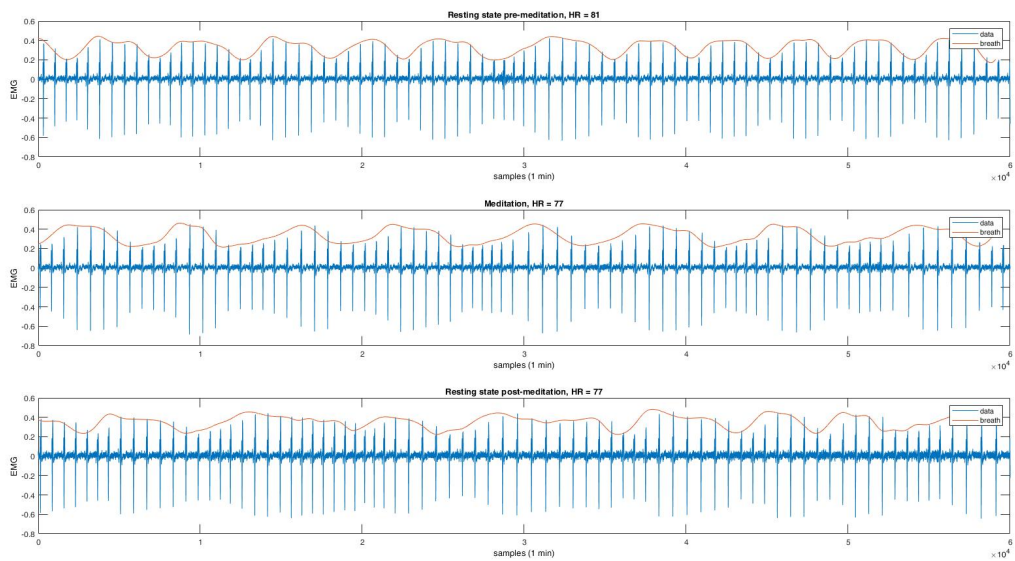 Resting state pre-meditation, HR = 81
0.6
0.4
0.2
0
-0.2
-0.4
-0.6
-0.8
EMG
data
breath
0 1 2 3 4 5 6
samples (1 min)
×10⁴
Meditation, HR = 77
0.6
0.4
0.2
0
-0.2
-0.4
-0.6
-0.8
EMG
data
breath
0 1 2 3 4 5 6
samples (1 min)
×10⁴
Resting state post-meditation, HR = 77
0.6
0.4
0.2
0
-0.2
-0.4
-0.6
-0.8
EMG
data
breath
0 1 2 3 4 5 6
samples (1 min)
×10⁴